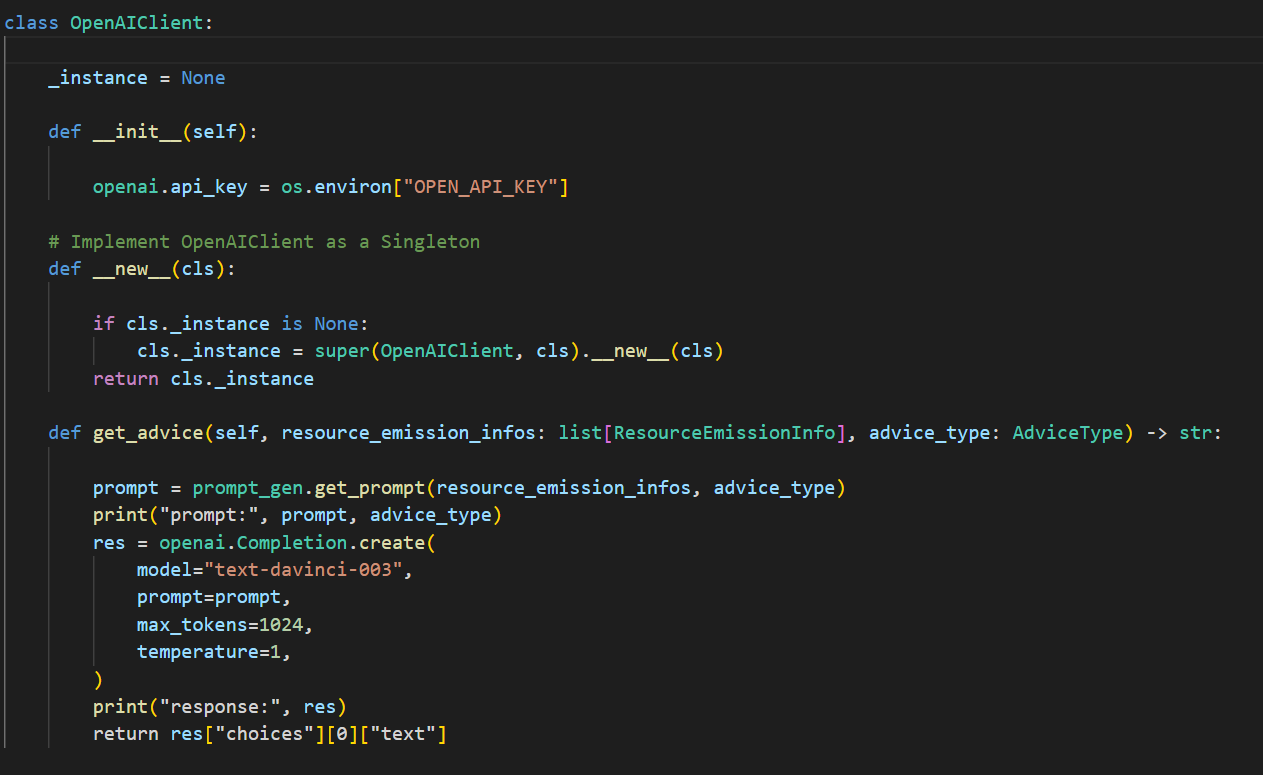 class OpenAIClient:
    _instance = None
    def __init__(self):
        openai.api_key = os.environ["OPEN_API_KEY"]
    # Implement OpenAIClient as a Singleton
    def __new__(cls):
        if cls._instance is None:
            cls._instance = super(OpenAIClient, cls).__new__(cls)
        return cls._instance
    def get_advice(self, resource_emission_infos: list[ResourceEmissionInfo], advice_type: AdviceType) -> str:
        prompt = prompt_gen.get_prompt(resource_emission_infos, advice_type)
        print("prompt:", prompt, advice_type)
        res = openai.Completion.create(
            model="text-davinci-003",
            prompt=prompt,
            max_tokens=1024,
            temperature=1,
        )
        print("response:", res)
        return res["choices"][0]["text"]